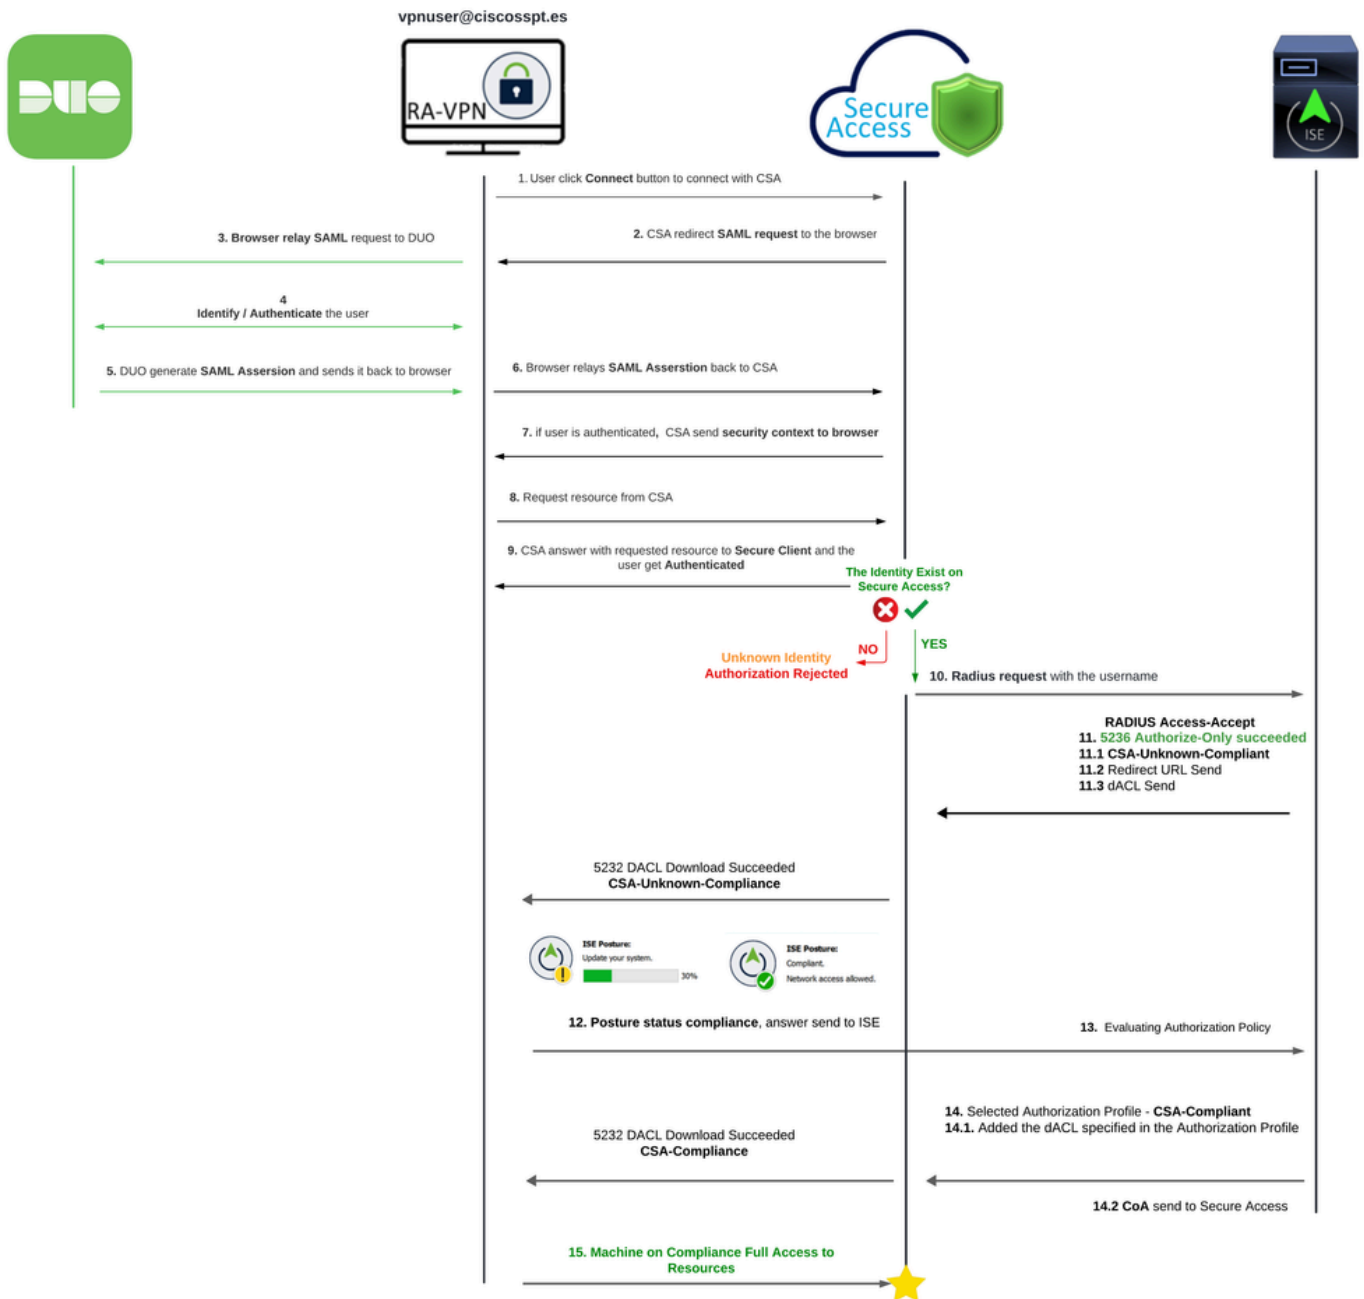 vpnuser@ciscosspt.es
DUO
RA-VPN
Secure
Access
ISE
1. User click Connect button to connect with CSA
3. Browser relay SAML request to DUO
2. CSA redirect SAML request to the browser
4
Identify / Authenticate the user
5. DUO generate SAML Assersion and sends it back to browser
6. Browser relays SAML Asserstion back to CSA
7. if user is authenticated, CSA send security context to browser
8. Request resource from CSA
9. CSA answer with requested resource to Secure Client and the
user get Authenticated
The Identity Exist on
Secure Access?
NO
YES
Unknown Identity
Authorization Rejected
10. Radius request with the username
RADIUS Access-Accept
11. 5236 Authorize-Only succeeded
11.1 CSA-Unknown-Compliant
11.2 Redirect URL Send
11.3 dACL Send
5232 DACL Download Succeeded
CSA-Unknown-Compliance
ISE Posture:
Update your system.
30%
ISE Posture:
Compliant.
Network access allowed.
12. Posture status compliance, answer send to ISE
13. Evaluating Authorization Policy
14. Selected Authorization Profile - CSA-Compliant
14.1. Added the dACL specified in the Authorization Profile
5232 DACL Download Succeeded
CSA-Compliance
14.2 CoA send to Secure Access
15. Machine on Compliance Full Access to
Resources